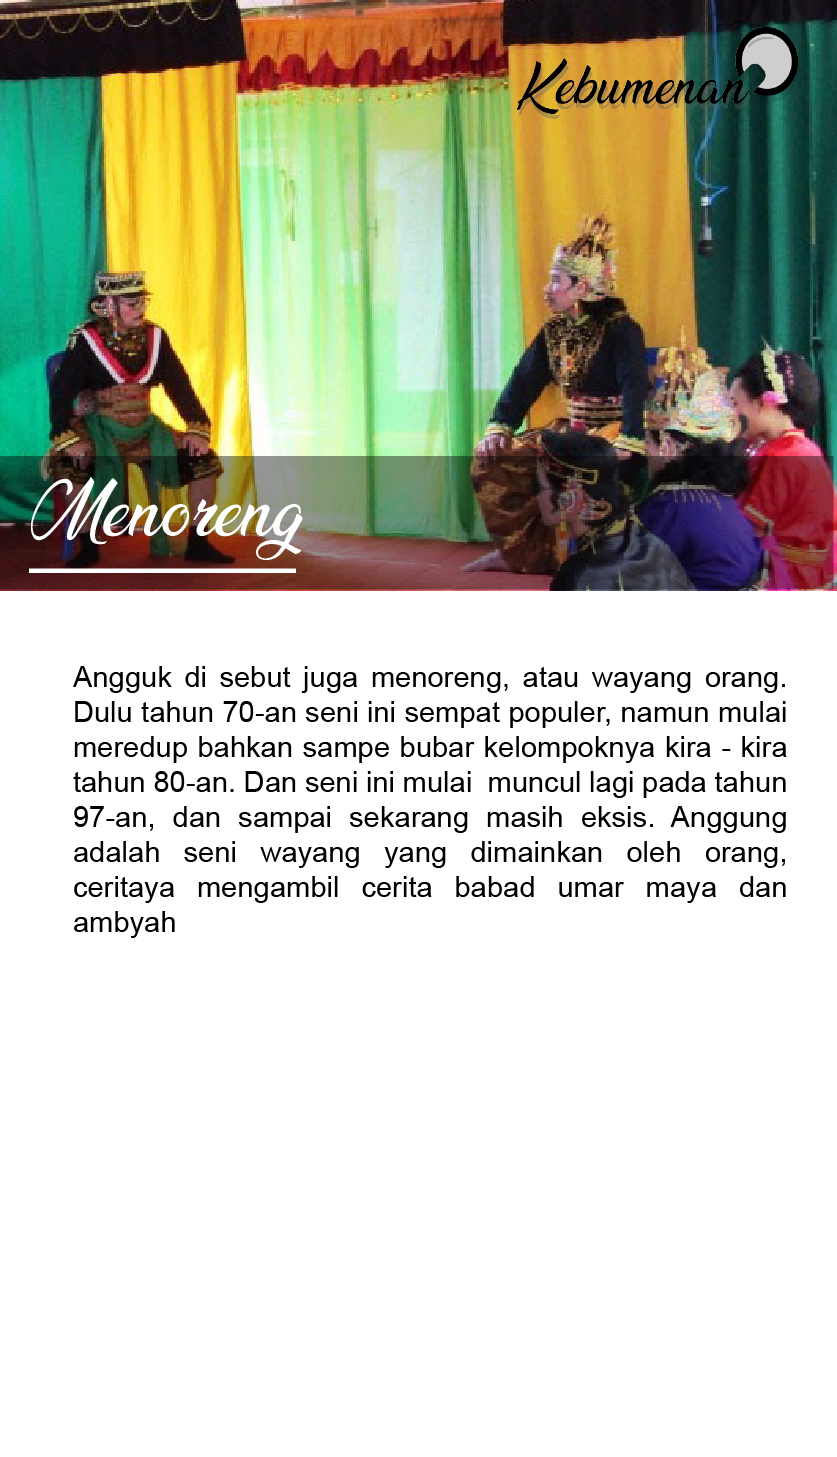 Kebumenan
Menoreng
Angguk di sebut juga menoreng, atau wayang orang.
Dulu tahun 70-an seni ini sempat populer, namun mulai
meredup bahkan sampe bubar kelompoknya kira - kira
tahun 80-an. Dan seni ini mulai  muncul lagi pada tahun
97-an, dan sampai sekarang masih eksis. Anggung
adalah seni wayang yang dimainkan oleh orang,
ceritaya mengambil cerita babad umar maya dan
ambyah